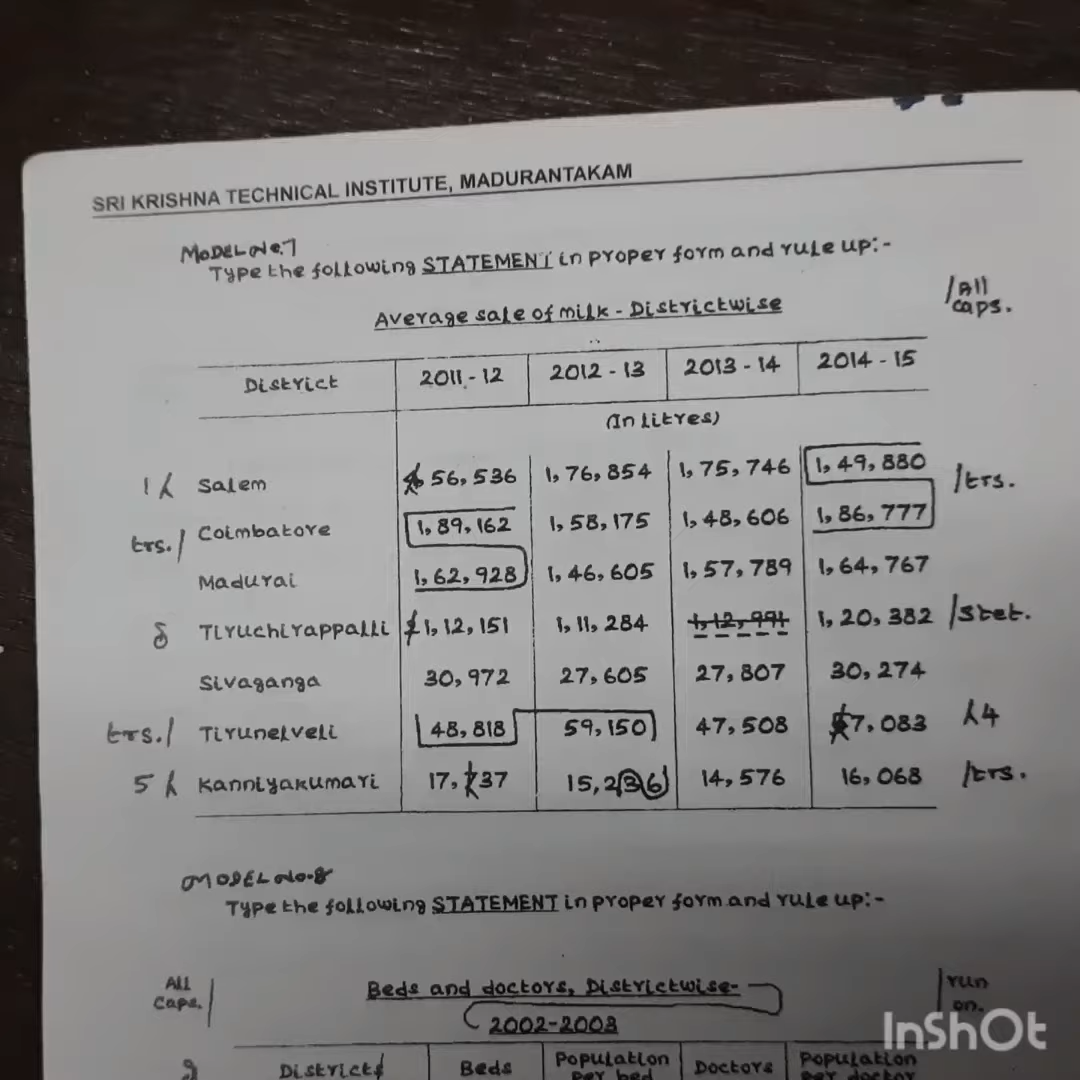 SRI KRISHNA TECHNICAL INSTITUTE, MADURANTAKAM
MODEL No.7
Type the following STATEMENT in proper form and rule up:-
Average sale of milk - Districtwise /All caps.
District 2011-12 2012-13 2013-14 2014-15
(In litres)
1 Salem 56,536 1,76,854 1,75,746 1,49,880 /trs.
trs./ Coimbatore 1,89,162 1,58,175 1,48,606 1,86,777
Madurai 1,62,928 1,46,605 1,57,789 1,64,767
Tiruchirappalli 1,12,151 1,11,284 1,12,991 1,20,382 /Stet.
Sivaganga 30,972 27,605 27,807 30,274
trs./ Tirunelveli 48,818 59,150 47,508 7,083 4
5 Kanniyakumari 17, 37 15,236 14,576 16,068 /trs.
MODEL No.8
Type the following STATEMENT in proper form and rule up:-
All Caps. Beds and doctors, Districtwise- run on.
2002-2003
InShOt
Districts Beds Population per bed Doctors Population per doctor